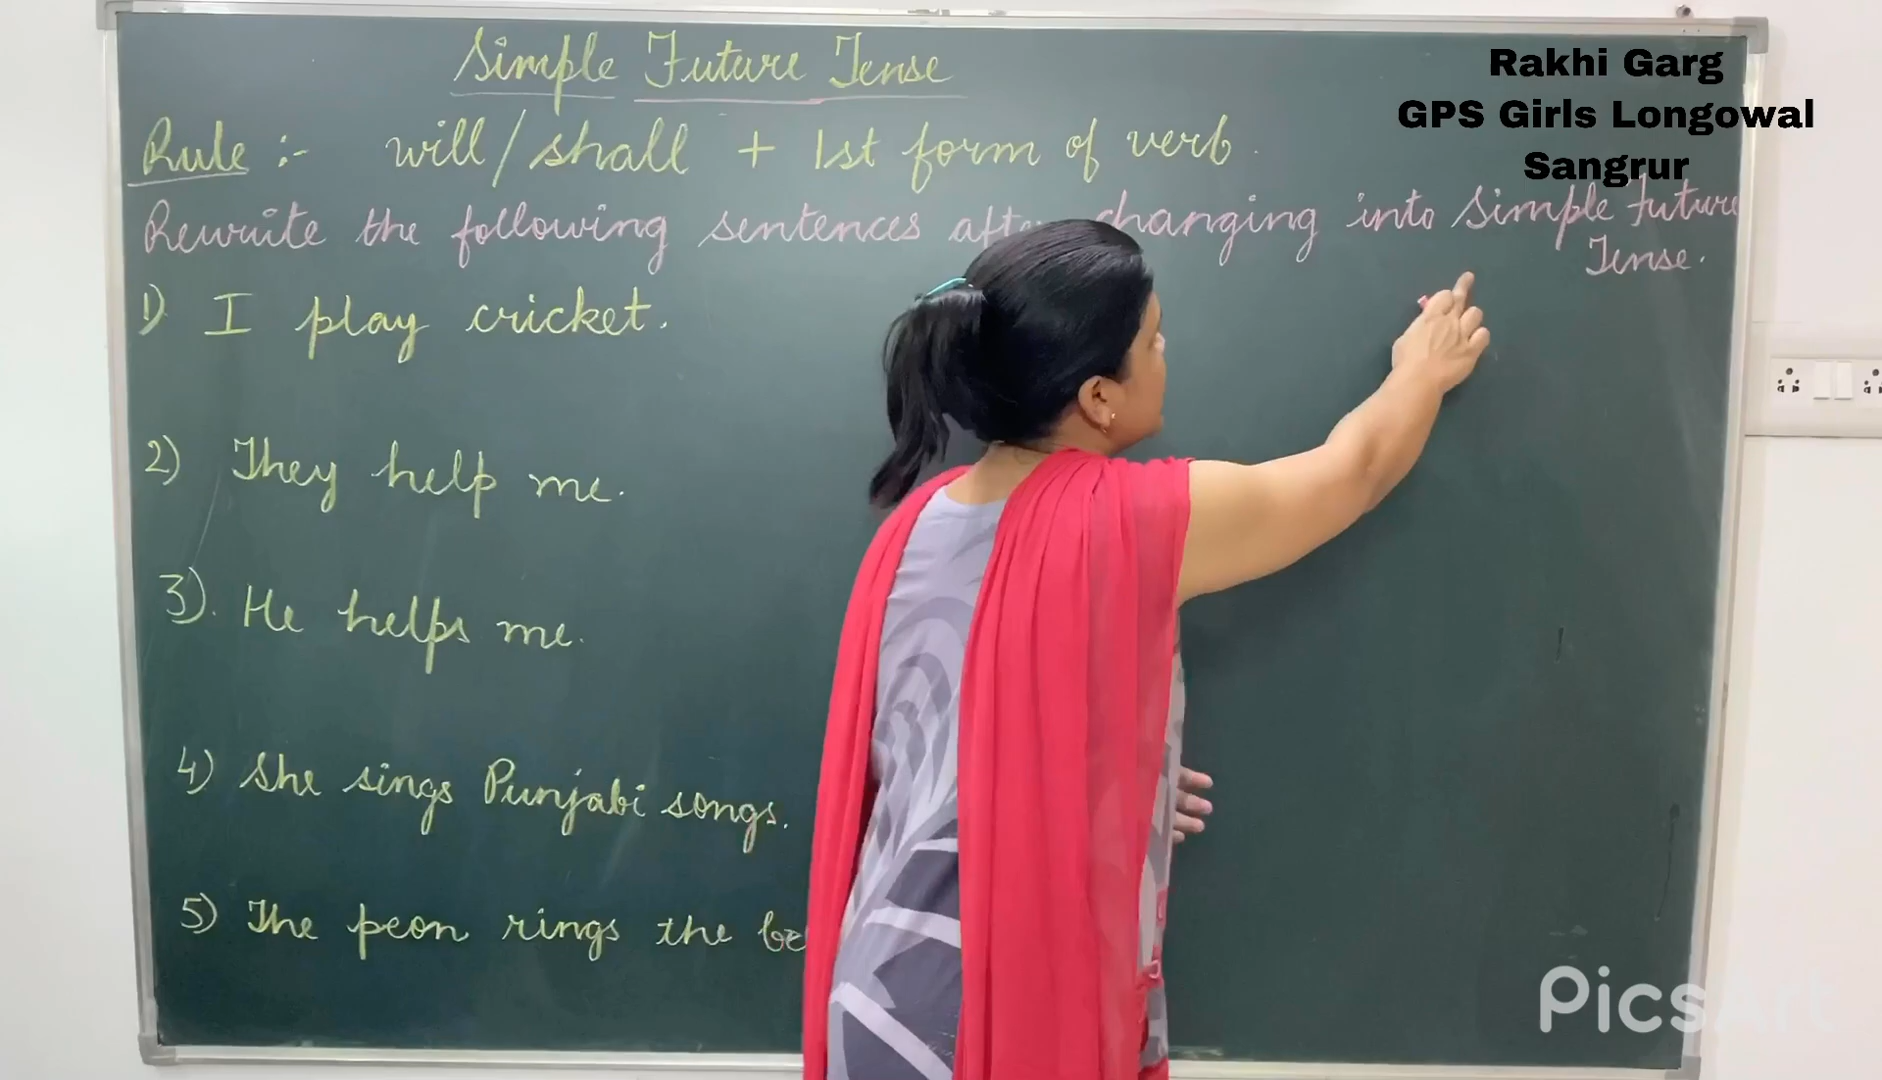 Simple Future Tense
Rakhi Garg
GPS Girls Longowal
Sangrur
Rule :- will/shall + 1st form of verb.
Rewrite the following sentences after changing into Simple Future
Tense.
1) I play cricket.
2) They help me.
3). He helps me.
4) She sings Punjabi songs.
5) The peon rings the
PicsArt